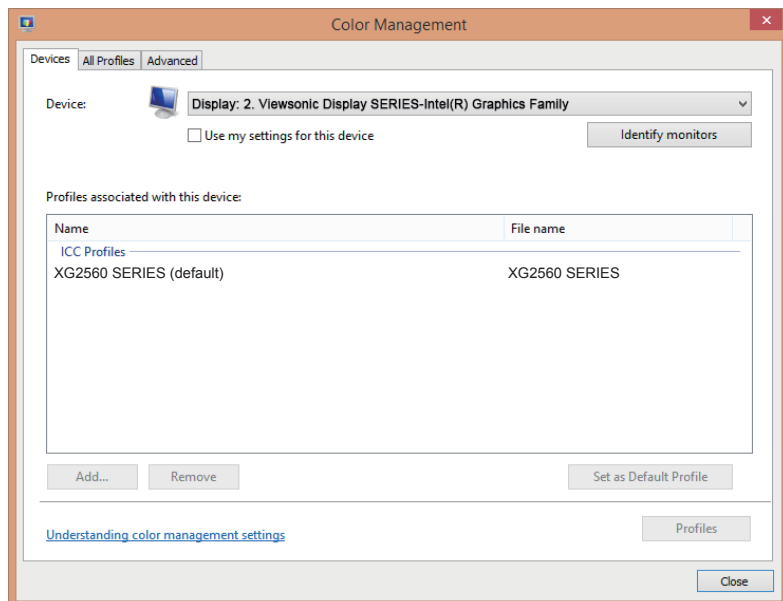 Color Management
Devices All Profiles Advanced
Device: Display: 2. Viewsonic Display SERIES-Intel(R) Graphics Family
Use my settings for this device Identify monitors
Profiles associated with this device:
Name File name
ICC Profiles
XG2560 SERIES (default) XG2560 SERIES
Add... Remove Set as Default Profile
Understanding color management settings Profiles
Close